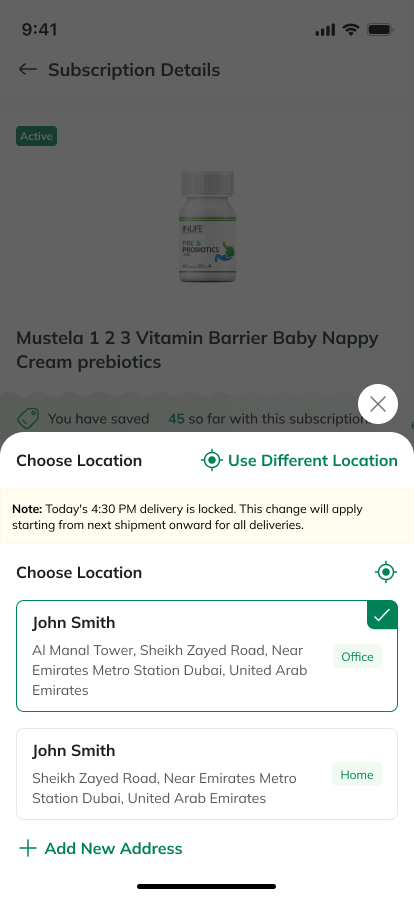 9:41
Subscription Details
Active
INLIFE
PRE &
PROBIOTICS
Mustela 1 2 3 Vitamin Barrier Baby Nappy
Cream prebiotics
You have saved 45 so far with this subscription
Choose Location
Use Different Location
Note: Today's 4:30 PM delivery is locked. This change will apply
starting from next shipment onward for all deliveries.
Choose Location
John Smith
Al Manal Tower, Sheikh Zayed Road, Near
Emirates Metro Station Dubai, United Arab
Emirates
Office
John Smith
Sheikh Zayed Road, Near Emirates Metro
Station Dubai, United Arab Emirates
Home
Add New Address